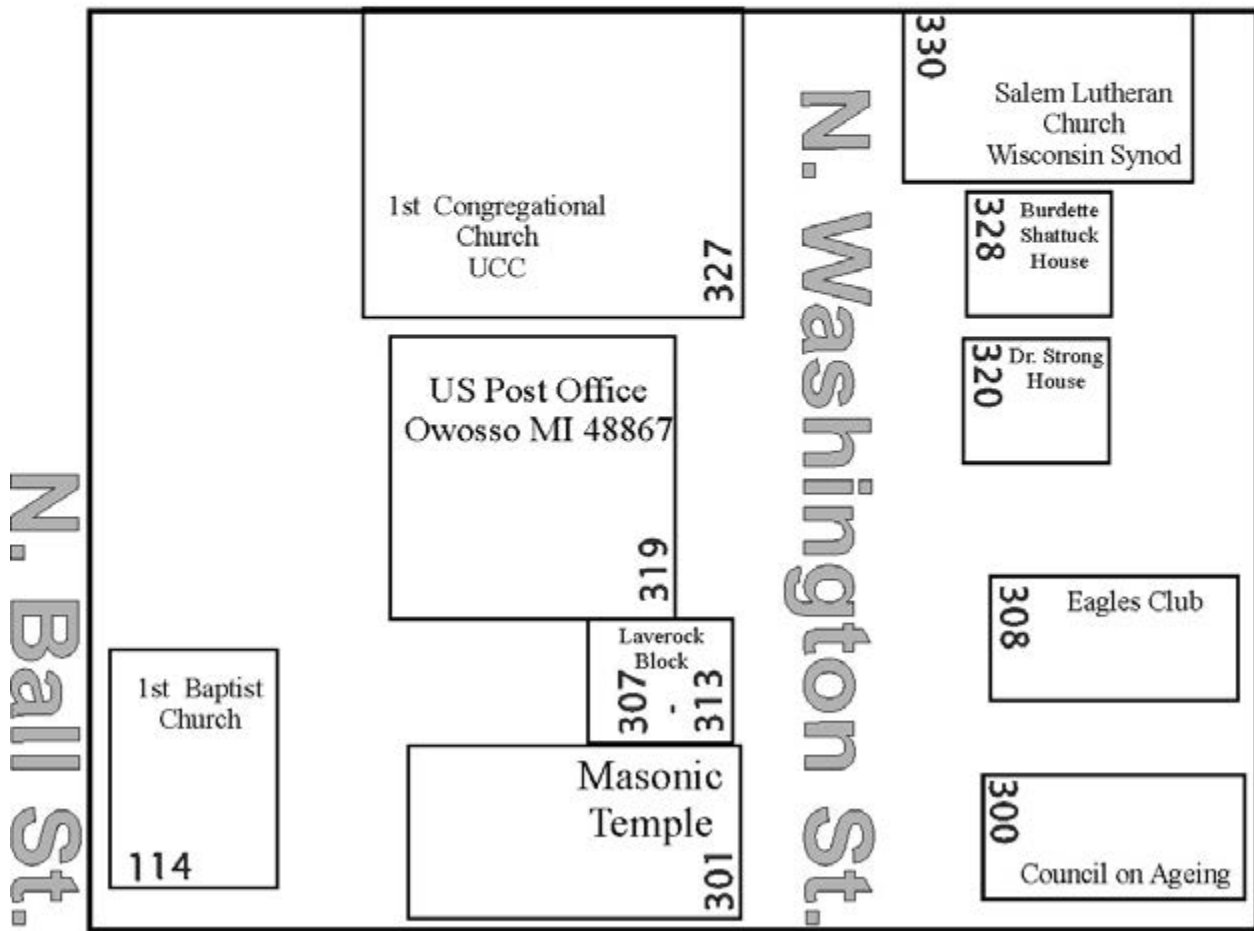 N. Ball St.
1st Congregational
Church
UCC
327
US Post Office
Owosso MI 48867
319
Laverock
Block
307
-
313
1st Baptist
Church
114
Masonic
Temple
301
N. Washington St.
330
Salem Lutheran
Church
Wisconsin Synod
328
Burdette
Shattuck
House
320
Dr. Strong
House
308
Eagles Club
300
Council on Ageing